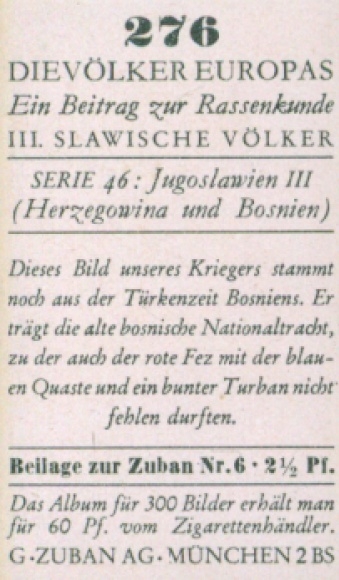 276
DIE VÖLKER EUROPAS
Ein Beitrag zur Rassenkunde
III. SLAWISCHE VÖLKER
SERIE 46: Jugoslawien III
(Herzegowina und Bosnien)
Dieses Bild unseres Kriegers stammt
noch aus der Türkenzeit Bosniens. Er
trägt die alte bosnische Nationaltracht,
zu der auch der rote Fez mit der blau-
en Quaste und ein bunter Turban nicht
fehlen durften.
Beilage zur Zuban Nr. 6 · 2½ Pf.
Das Album für 300 Bilder erhält man
für 60 Pf. vom Zigarettenhändler.
G·ZUBAN AG·MÜNCHEN 2 BS